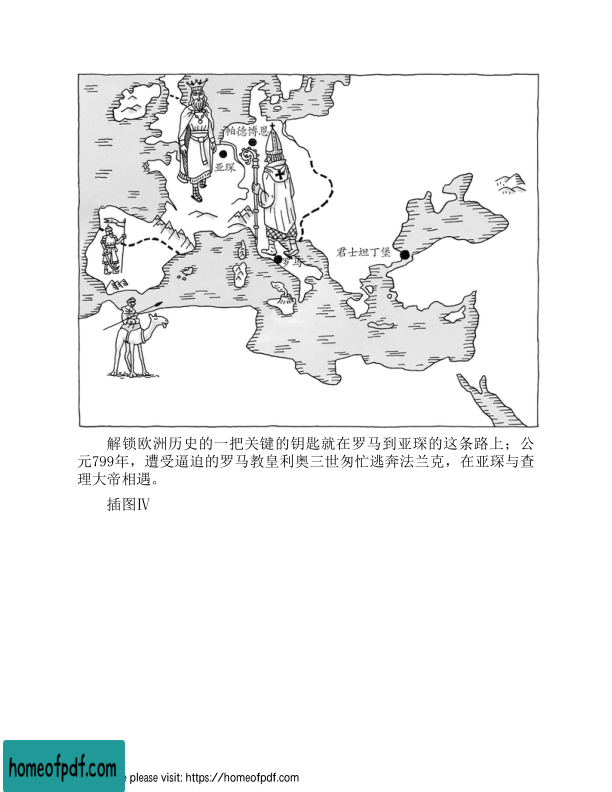 帕德博恩
亚琛
君士坦丁堡
罗马
解锁欧洲历史的一把关键的钥匙就在罗马到亚琛的这条路上；公
元799年，遭受逼迫的罗马教皇利奥三世匆忙逃奔法兰克，在亚琛与查
理大帝相遇。
插图Ⅳ
homeofpdf.com
e please visit: https://homeofpdf.com